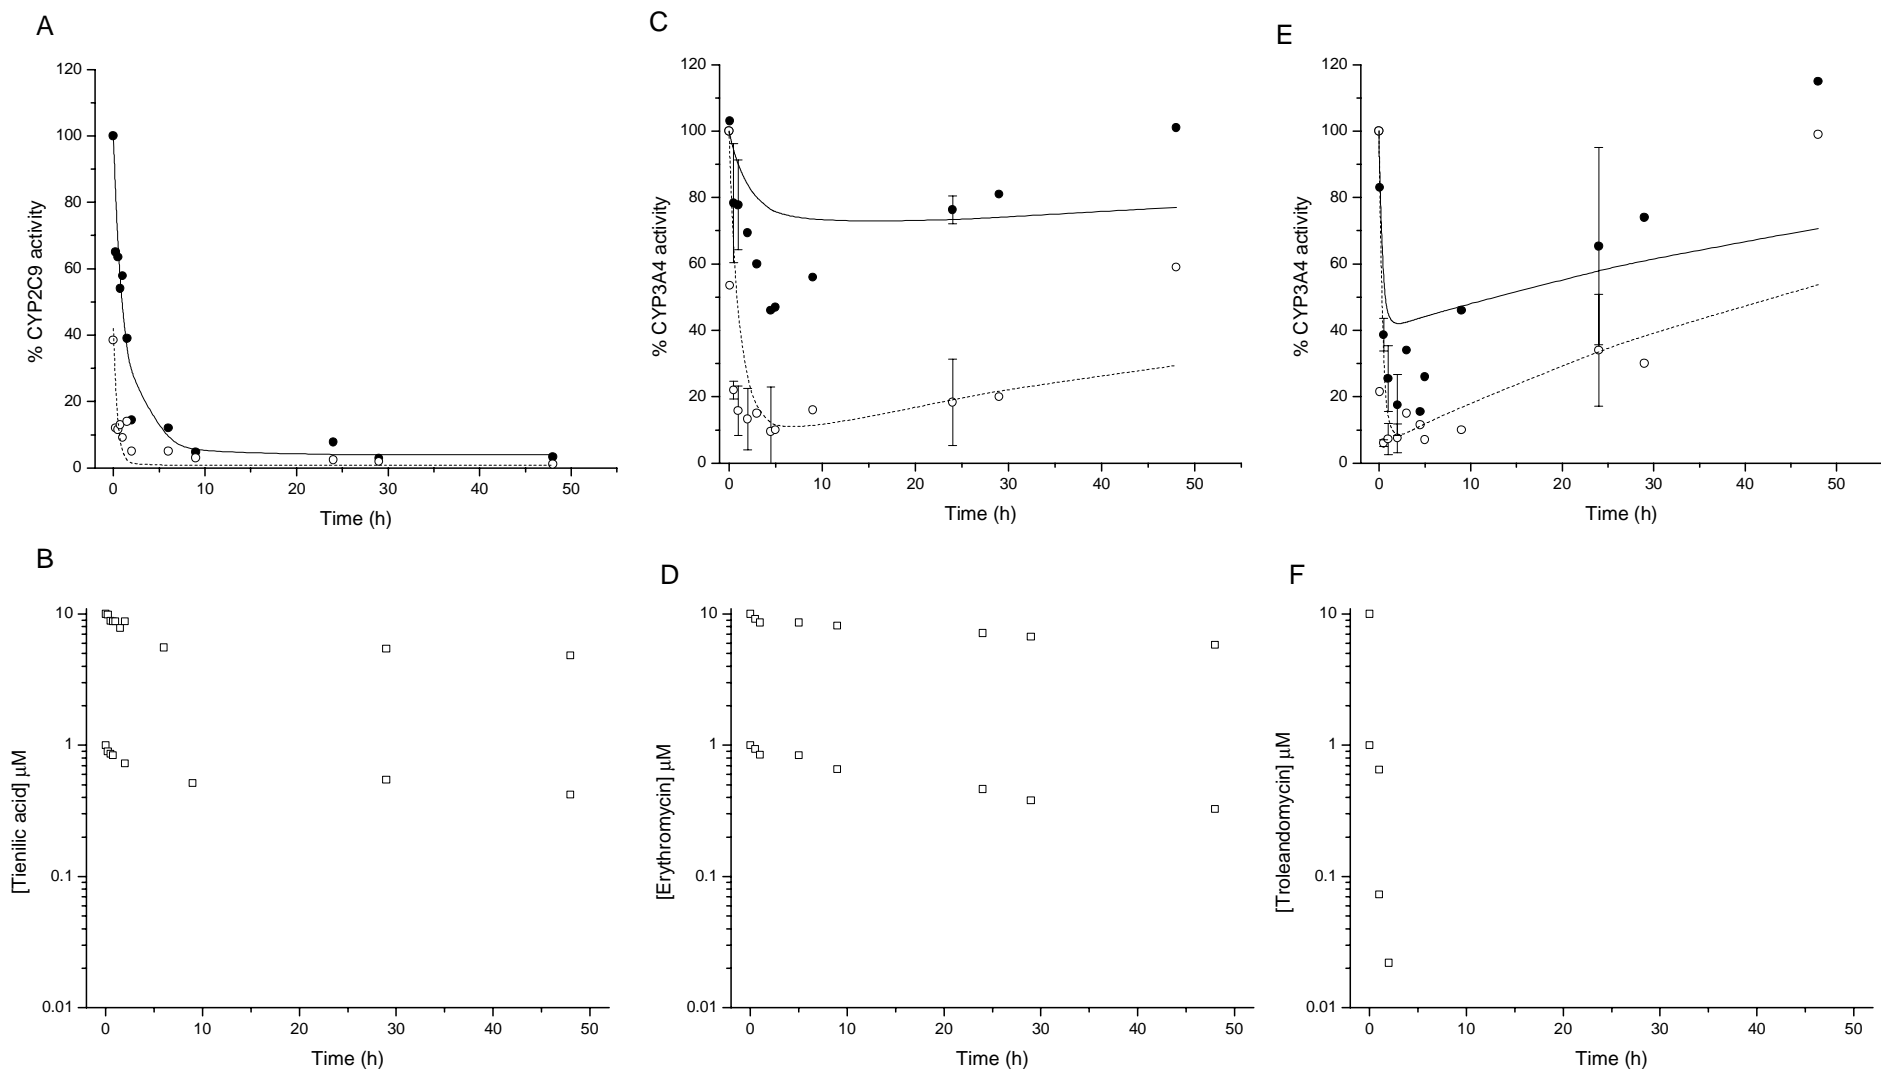 A
120
100
80
60
40
20
0
% CYP2C9 activity
0 10 20 30 40 50
Time (h)
C
120
100
80
60
40
20
0
% CYP3A4 activity
0 10 20 30 40 50
Time (h)
E
120
100
80
60
40
20
0
% CYP3A4 activity
0 10 20 30 40 50
Time (h)
B
10
1
0.1
0.01
[Tienilic acid] μM
0 10 20 30 40 50
Time (h)
D
10
1
0.1
0.01
[Erythromycin] μM
0 10 20 30 40 50
Time (h)
F
10
1
0.1
0.01
[Troleandomycin] μM
0 10 20 30 40 50
Time (h)